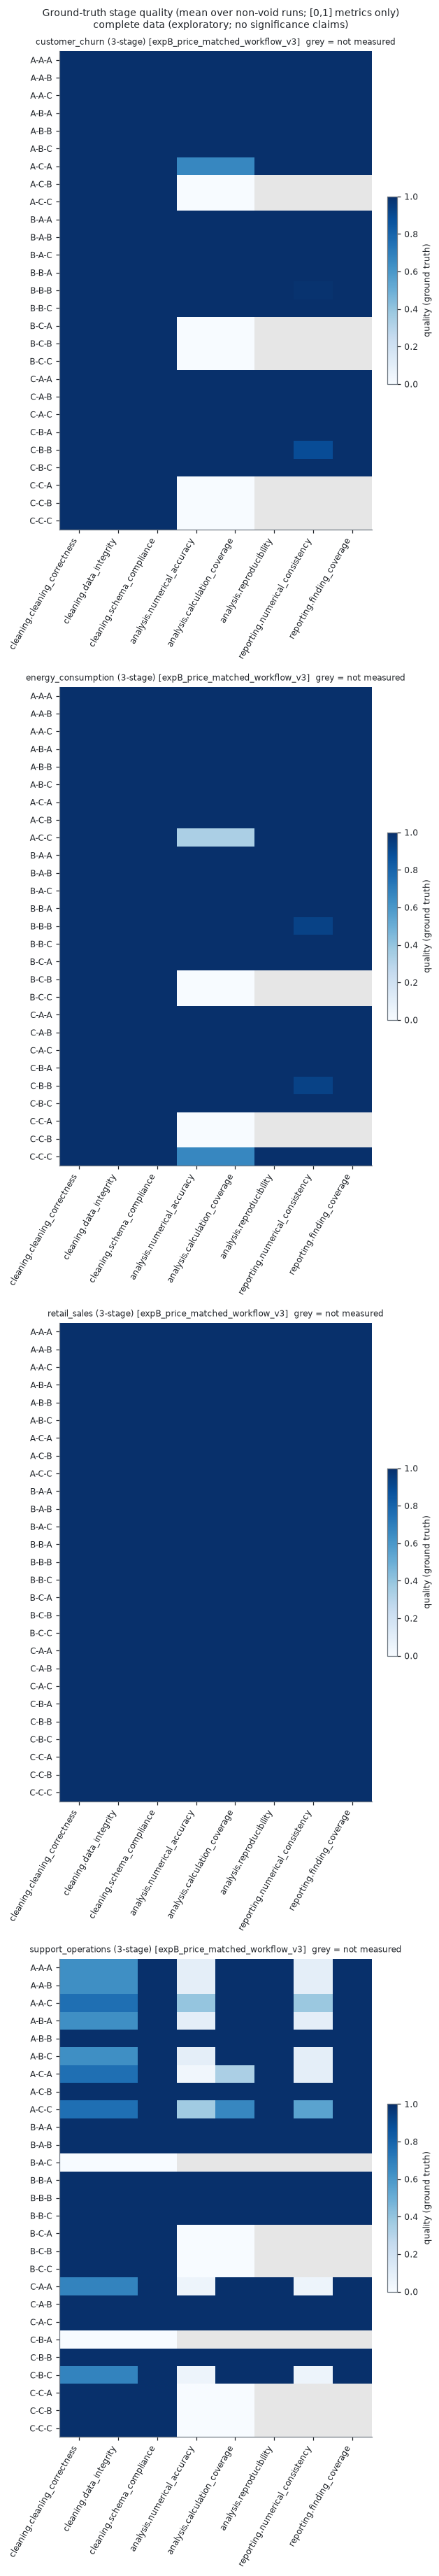 Ground-truth stage quality (mean over non-void runs; [0,1] metrics only)
complete data (exploratory; no significance claims)
customer_churn (3-stage) [expB_price_matched_workflow_v3]  grey = not measured
A-A-A
A-A-B
A-A-C
A-B-A
A-B-B
A-B-C
A-C-A
A-C-B
A-C-C
B-A-A
B-A-B
B-A-C
B-B-A
B-B-B
B-B-C
B-C-A
B-C-B
B-C-C
C-A-A
C-A-B
C-A-C
C-B-A
C-B-B
C-B-C
C-C-A
C-C-B
C-C-C
1.0
0.8
0.6
0.4
0.2
0.0
quality (ground truth)
cleaning.cleaning_correctness
cleaning.data_integrity
cleaning.schema_compliance
analysis.numerical_accuracy
analysis.calculation_coverage
analysis.reproducibility
reporting.numerical_consistency
reporting.finding_coverage
energy_consumption (3-stage) [expB_price_matched_workflow_v3]  grey = not measured
A-A-A
A-A-B
A-A-C
A-B-A
A-B-B
A-B-C
A-C-A
A-C-B
A-C-C
B-A-A
B-A-B
B-A-C
B-B-A
B-B-B
B-B-C
B-C-A
B-C-B
B-C-C
C-A-A
C-A-B
C-A-C
C-B-A
C-B-B
C-B-C
C-C-A
C-C-B
C-C-C
1.0
0.8
0.6
0.4
0.2
0.0
quality (ground truth)
cleaning.cleaning_correctness
cleaning.data_integrity
cleaning.schema_compliance
analysis.numerical_accuracy
analysis.calculation_coverage
analysis.reproducibility
reporting.numerical_consistency
reporting.finding_coverage
retail_sales (3-stage) [expB_price_matched_workflow_v3]  grey = not measured
A-A-A
A-A-B
A-A-C
A-B-A
A-B-B
A-B-C
A-C-A
A-C-B
A-C-C
B-A-A
B-A-B
B-A-C
B-B-A
B-B-B
B-B-C
B-C-A
B-C-B
B-C-C
C-A-A
C-A-B
C-A-C
C-B-A
C-B-B
C-B-C
C-C-A
C-C-B
C-C-C
1.0
0.8
0.6
0.4
0.2
0.0
quality (ground truth)
cleaning.cleaning_correctness
cleaning.data_integrity
cleaning.schema_compliance
analysis.numerical_accuracy
analysis.calculation_coverage
analysis.reproducibility
reporting.numerical_consistency
reporting.finding_coverage
support_operations (3-stage) [expB_price_matched_workflow_v3]  grey = not measured
A-A-A
A-A-B
A-A-C
A-B-A
A-B-B
A-B-C
A-C-A
A-C-B
A-C-C
B-A-A
B-A-B
B-A-C
B-B-A
B-B-B
B-B-C
B-C-A
B-C-B
B-C-C
C-A-A
C-A-B
C-A-C
C-B-A
C-B-B
C-B-C
C-C-A
C-C-B
C-C-C
1.0
0.8
0.6
0.4
0.2
0.0
quality (ground truth)
cleaning.cleaning_correctness
cleaning.data_integrity
cleaning.schema_compliance
analysis.numerical_accuracy
analysis.calculation_coverage
analysis.reproducibility
reporting.numerical_consistency
reporting.finding_coverage